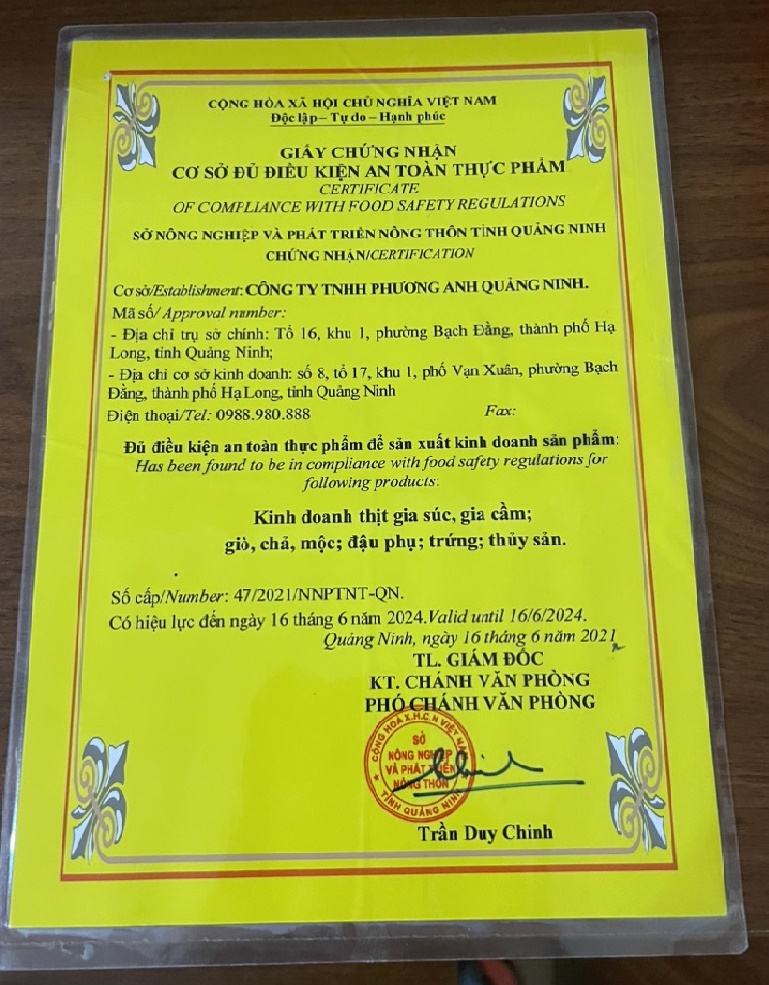 CỘNG HÒA XÃ HỘI CHỦ NGHĨA VIỆT NAM
Độc lập – Tự do – Hạnh phúc
GIẤY CHỨNG NHẬN
CƠ SỞ ĐỦ ĐIỀU KIỆN AN TOÀN THỰC PHẨM
CERTIFICATE
OF COMPLIANCE WITH FOOD SAFETY REGULATIONS
SỞ NÔNG NGHIỆP VÀ PHÁT TRIỂN NÔNG THÔN TỈNH QUẢNG NINH
CHỨNG NHẬN/CERTIFICATION
Cơ sở/Establishment: CÔNG TY TNHH PHƯƠNG ANH QUẢNG NINH.
Mã số/ Approval number:
- Địa chỉ trụ sở chính: Tổ 16, khu 1, phường Bạch Đằng, thành phố Hạ
Long, tỉnh Quảng Ninh;
- Địa chỉ cơ sở kinh doanh: số 8, tổ 17, khu 1, phố Vạn Xuân, phường Bạch
Đằng, thành phố Hạ Long, tỉnh Quảng Ninh
Điện thoại/Tel: 0988.980.888 Fax:
Đủ điều kiện an toàn thực phẩm để sản xuất kinh doanh sản phẩm:
Has been found to be in compliance with food safety regulations for
following products:
Kinh doanh thịt gia súc, gia cầm;
giò, chả, mộc; đậu phụ; trứng; thủy sản.
Số cấp/Number: 47/2021/NNPTNT-QN.
Có hiệu lực đến ngày 16 tháng 6 năm 2024. Valid until 16/6/2024.
Quảng Ninh, ngày 16 tháng 6 năm 2021
TL. GIÁM ĐỐC
KT. CHÁNH VĂN PHÒNG
PHÓ CHÁNH VĂN PHÒNG
CỘNG HOÀ X.H.C.N VIỆT NAM
SỞ
NÔNG NGHIỆP
VÀ PHÁT TRIỂN
NÔNG THÔN
TỈNH QUẢNG NINH
Trần Duy Chinh